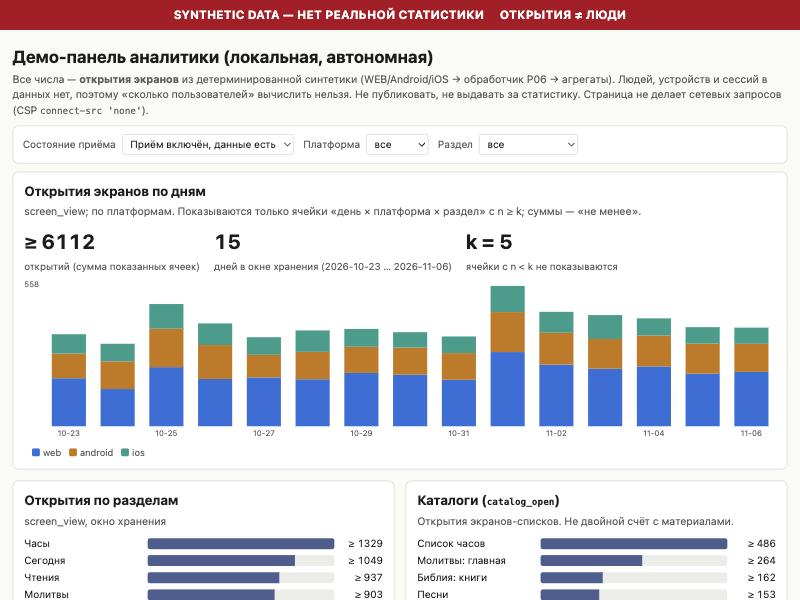 SYNTHETIC DATA — НЕТ РЕАЛЬНОЙ СТАТИСТИКИ ОТКРЫТИЯ ≠ ЛЮДИ
Демо-панель аналитики (локальная, автономная)
Все числа — открытия экранов из детерминированной синтетики (WEB/Android/iOS → обработчик P06 → агрегаты). Людей, устройств и сессий в
данных нет, поэтому «сколько пользователей» вычислить нельзя. Не публиковать, не выдавать за статистику. Страница не делает сетевых запросов
(CSP connect-src 'none').
Состояние приёма Приём включён, данные есть Платформа все Раздел все
Открытия экранов по дням
screen_view; по платформам. Показываются только ячейки «день × платформа × раздел» с n ≥ k; суммы — «не менее».
≥ 6112 15 k = 5
открытий (сумма показанных ячеек) дней в окне хранения (2026-10-23 … 2026-11-06) ячейки с n < k не показываются
558
10-23 10-25 10-27 10-29 10-31 11-02 11-04 11-06
web android ios
Открытия по разделам
screen_view, окно хранения
Часы ≥ 1329
Сегодня ≥ 1049
Чтения ≥ 937
Молитвы ≥ 903
Каталоги (catalog_open)
Открытия экранов-списков. Не двойной счёт с материалами.
Список часов ≥ 486
Молитвы: главная ≥ 264
Библия: книги ≥ 162
Песни ≥ 153